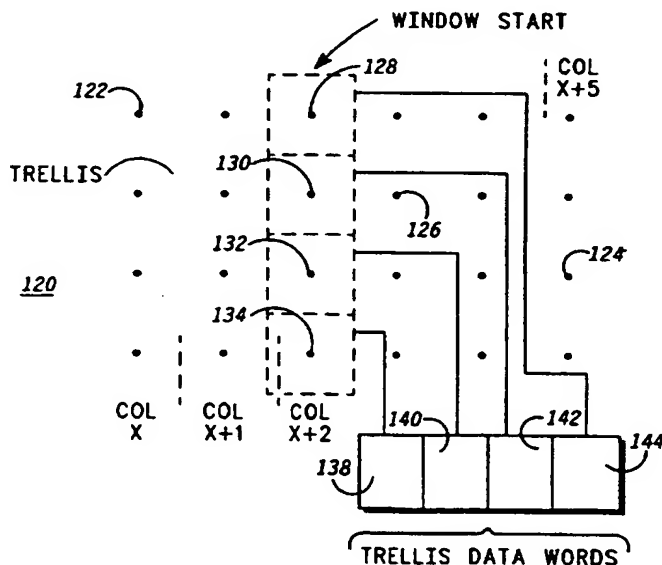 WINDOW START
122
128
COL
X+5
TRELLIS
130
126
132
124
120
134
COL
X
COL
X+1
COL
X+2
140
142
138
144
TRELLIS DATA WORDS